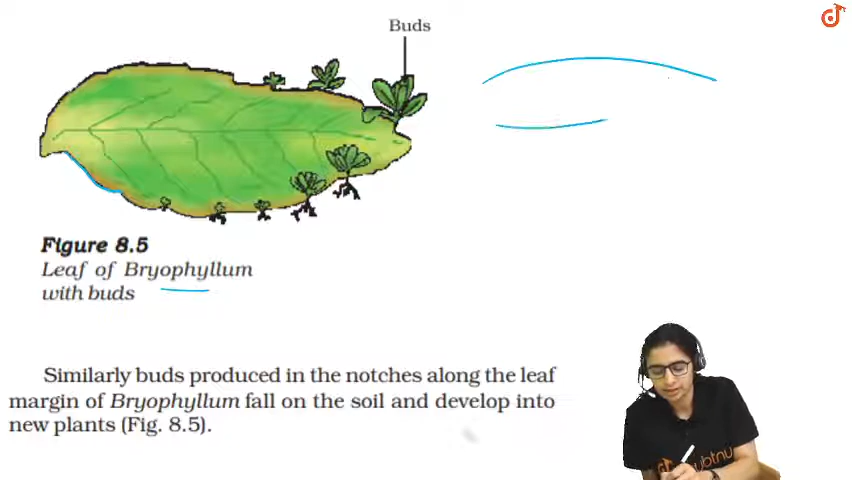 Buds
Figure 8.5
Leaf of Bryophyllum
with buds
Similarly buds produced in the notches along the leaf
margin of Bryophyllum fall on the soil and develop into
new plants (Fig. 8.5).